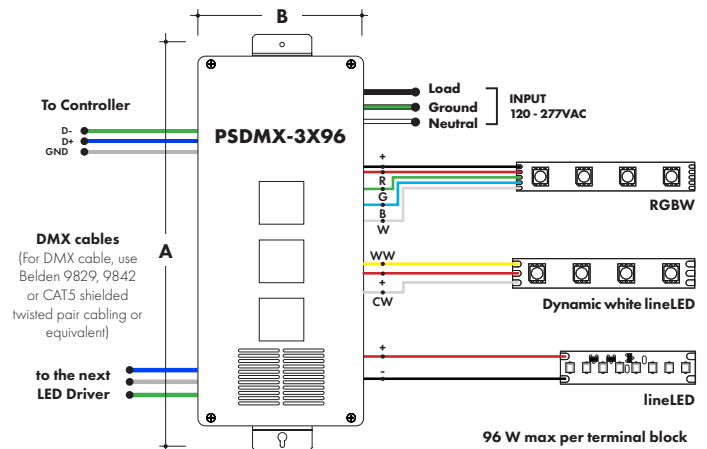 B
To Controller
D-
D+
GND
PSDMX-3X96
Load
Ground
Neutral
INPUT
120 - 277VAC
+
R
G
B
W
RGBW
DMX cables
(For DMX cable, use
Belden 9829, 9842
or CAT5 shielded
twisted pair cabling or
equivalent)
A
WW
+
CW
Dynamic white lineLED
to the next
LED Driver
+
-
lineLED
96 W max per terminal block